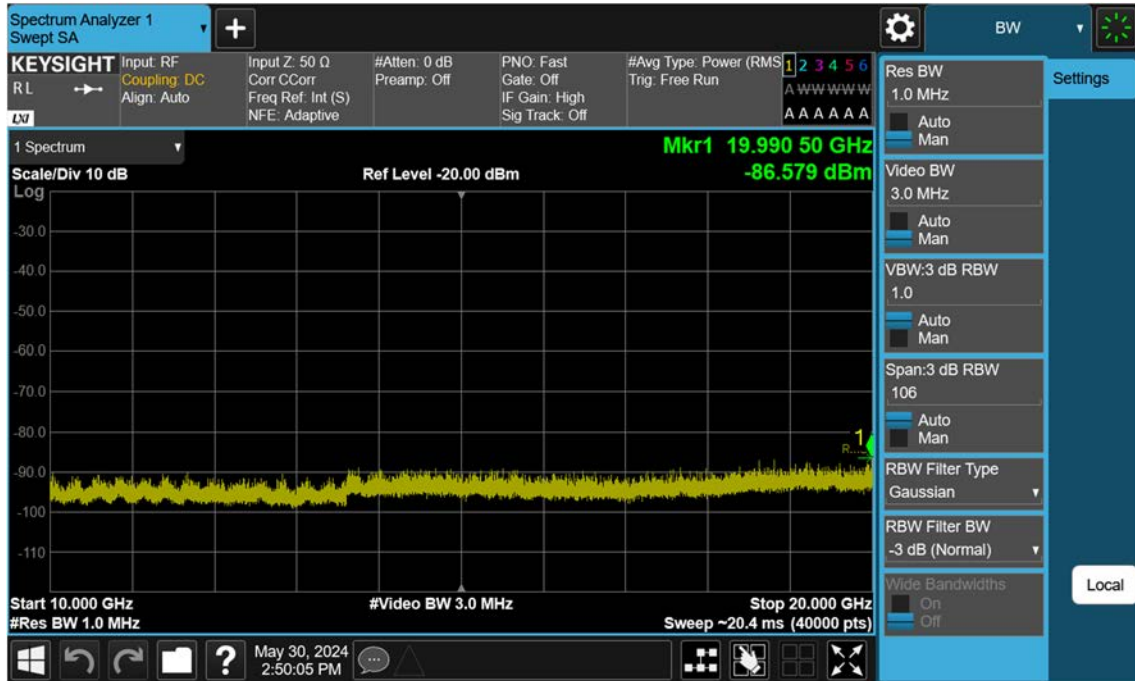 Spectrum Analyzer 1
Swept SA
+
BW
KEYSIGHT
R L
LXI
Input: RF
Coupling: DC
Align: Auto
Input Z: 50 Ω
Corr CCorr
Freq Ref: Int (S)
NFE: Adaptive
#Atten: 0 dB
Preamp: Off
PNO: Fast
Gate: Off
IF Gain: High
Sig Track: Off
#Avg Type: Power (RMS
Trig: Free Run
1 2 3 4 5 6
A W W W W W
A A A A A A
1 Spectrum
Mkr1 19.990 50 GHz
Scale/Div 10 dB
Ref Level -20.00 dBm
-86.579 dBm
Log
-30.0
-40.0
-50.0
-60.0
-70.0
-80.0
-90.0
-100
-110
1
Start 10.000 GHz
#Video BW 3.0 MHz
Stop 20.000 GHz
#Res BW 1.0 MHz
Sweep ~20.4 ms (40000 pts)
Res BW
1.0 MHz
Auto
Man
Video BW
3.0 MHz
Auto
Man
VBW:3 dB RBW
1.0
Auto
Man
Span:3 dB RBW
106
Auto
Man
RBW Filter Type
Gaussian
RBW Filter BW
-3 dB (Normal)
Wide Bandwidths
On
Off
Settings
Local
?
May 30, 2024
2:50:05 PM